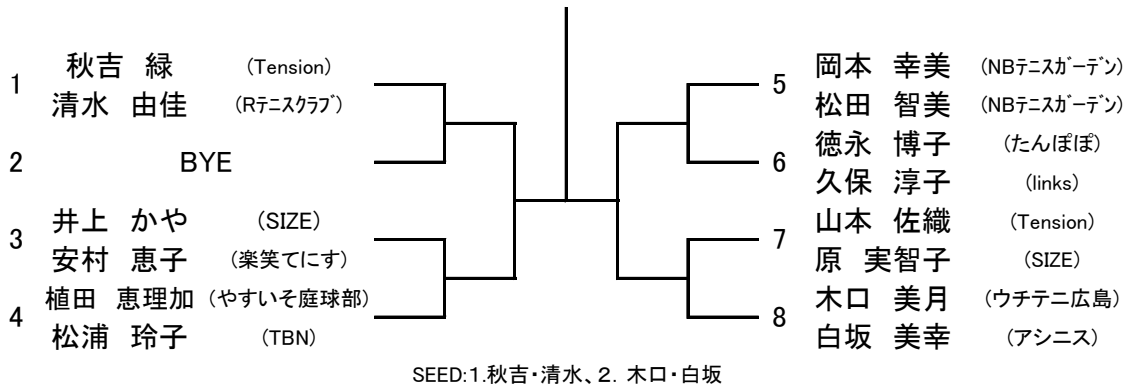 1
秋吉 緑 (Tension)
清水 由佳 (Rテニスクラブ)
2 BYE
3
井上 かや (SIZE)
安村 恵子 (楽笑てにす)
4
植田 恵理加 (やすいそ庭球部)
松浦 玲子 (TBN)
5
岡本 幸美 (NBテニスガーデン)
松田 智美 (NBテニスガーデン)
6
徳永 博子 (たんぽぽ)
久保 淳子 (links)
7
山本 佐織 (Tension)
原 実智子 (SIZE)
8
木口 美月 (ウチテニ広島)
白坂 美幸 (アシニス)
SEED:1.秋吉・清水、2. 木口・白坂